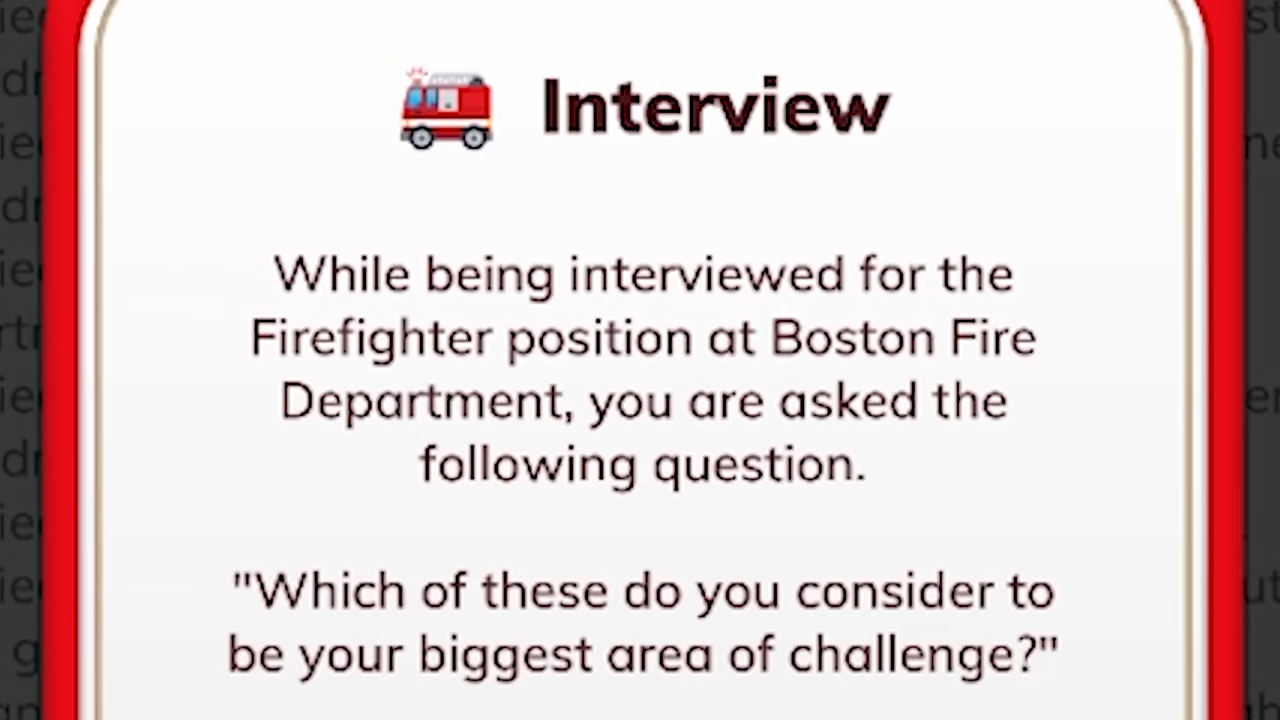 Interview
While being interviewed for the
Firefighter position at Boston Fire
Department, you are asked the
following question.
"Which of these do you consider to
be your biggest area of challenge?"